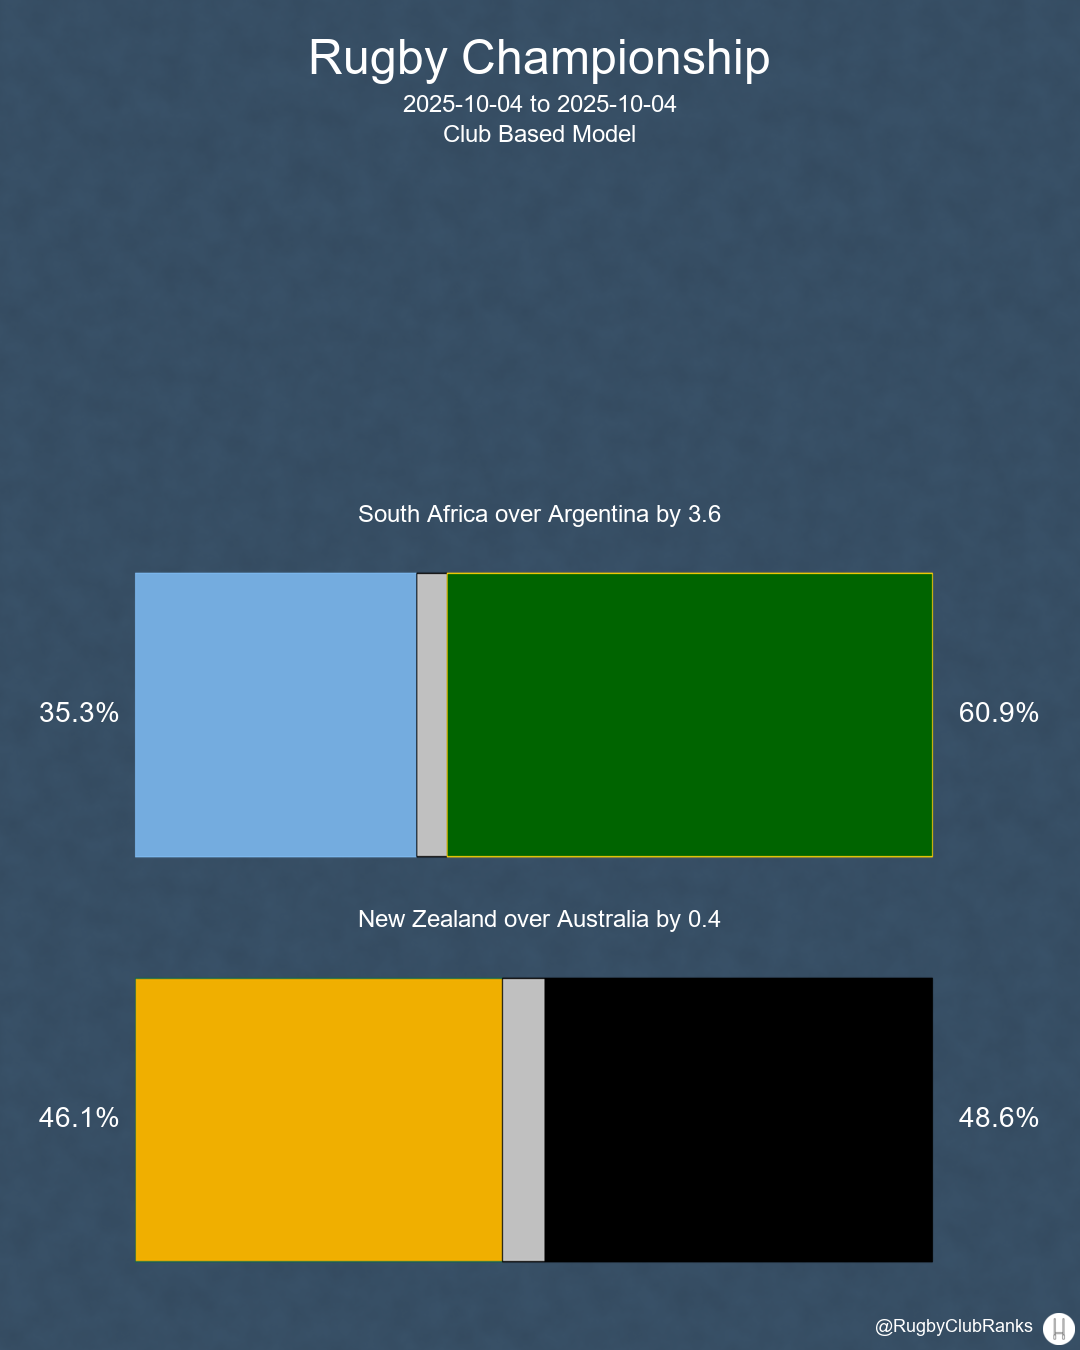 Rugby Championship
2025-10-04 to 2025-10-04
Club Based Model
South Africa over Argentina by 3.6
35.3%
60.9%
New Zealand over Australia by 0.4
46.1%
48.6%
@RugbyClubRanks